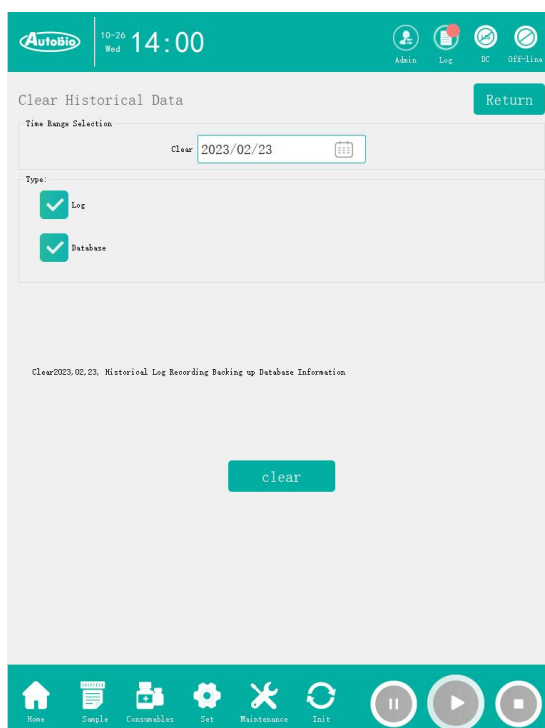 Autobio
10-26
Wed
14:00
Admin
Log
DC
Off-line
Clear Historical Data
Return
Time Range Selection
Clear 2023/02/23
Type:
Log
Database
Clear2023,02,23, Historical Log Recording Backing up Database Information
clear
Home
Sample
Consumables
Set
Maintenance
Init